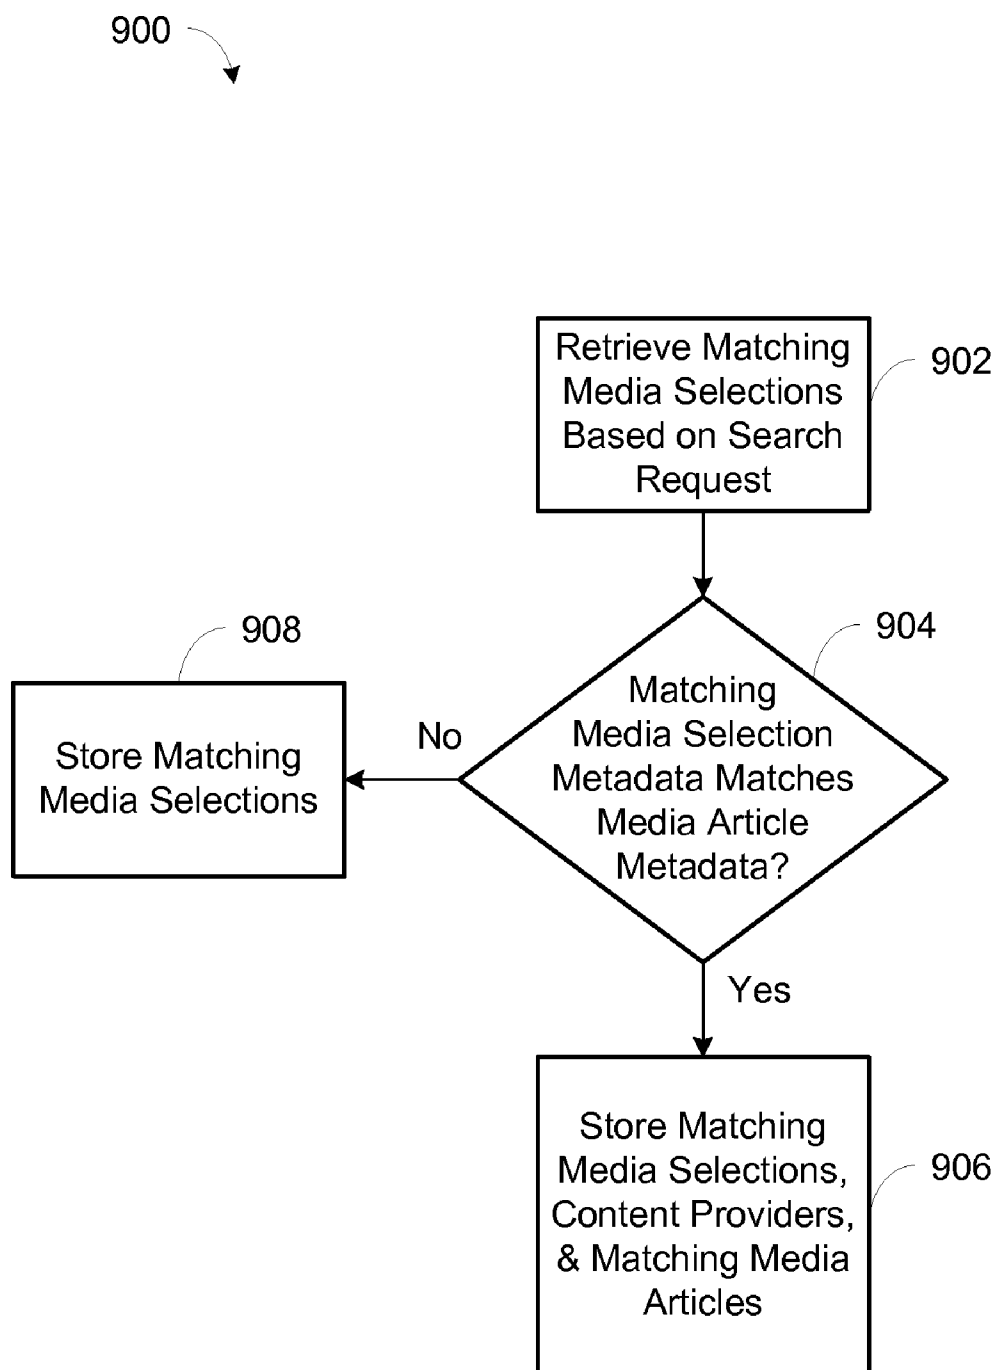 900
Retrieve Matching
Media Selections
Based on Search
Request
902
904
Matching
Media Selection
Metadata Matches
Media Article
Metadata?
908
No
Store Matching
Media Selections
Yes
Store Matching
Media Selections,
Content Providers,
& Matching Media
Articles
906